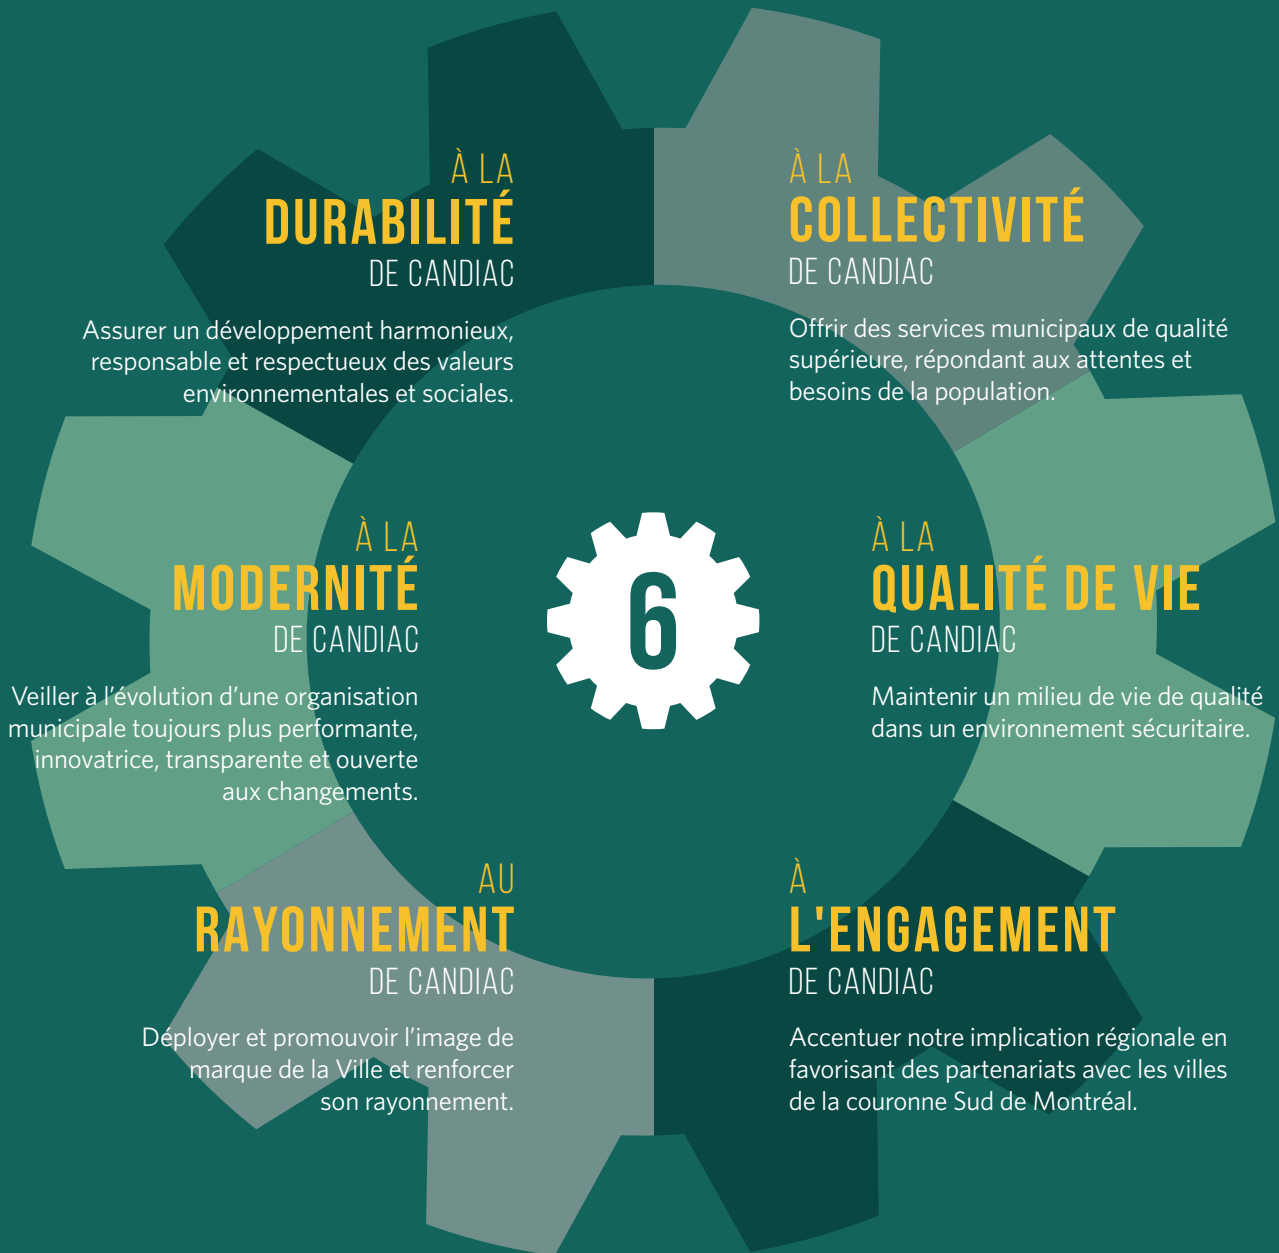 À LA
DURABILITÉ
DE CANDIAC
Assurer un développement harmonieux,
responsable et respectueux des valeurs
environnementales et sociales.
À LA
COLLECTIVITÉ
DE CANDIAC
Offrir des services municipaux de qualité
supérieure, répondant aux attentes et
besoins de la population.
À LA
MODERNITÉ
DE CANDIAC
Veiller à l’évolution d’une organisation
municipale toujours plus performante,
innovatrice, transparente et ouverte
aux changements.
6
À LA
QUALITÉ DE VIE
DE CANDIAC
Maintenir un milieu de vie de qualité
dans un environnement sécuritaire.
AU
RAYONNEMENT
DE CANDIAC
Déployer et promouvoir l’image de
marque de la Ville et renforcer
son rayonnement.
À
L'ENGAGEMENT
DE CANDIAC
Accentuer notre implication régionale en
favorisant des partenariats avec les villes
de la couronne Sud de Montréal.